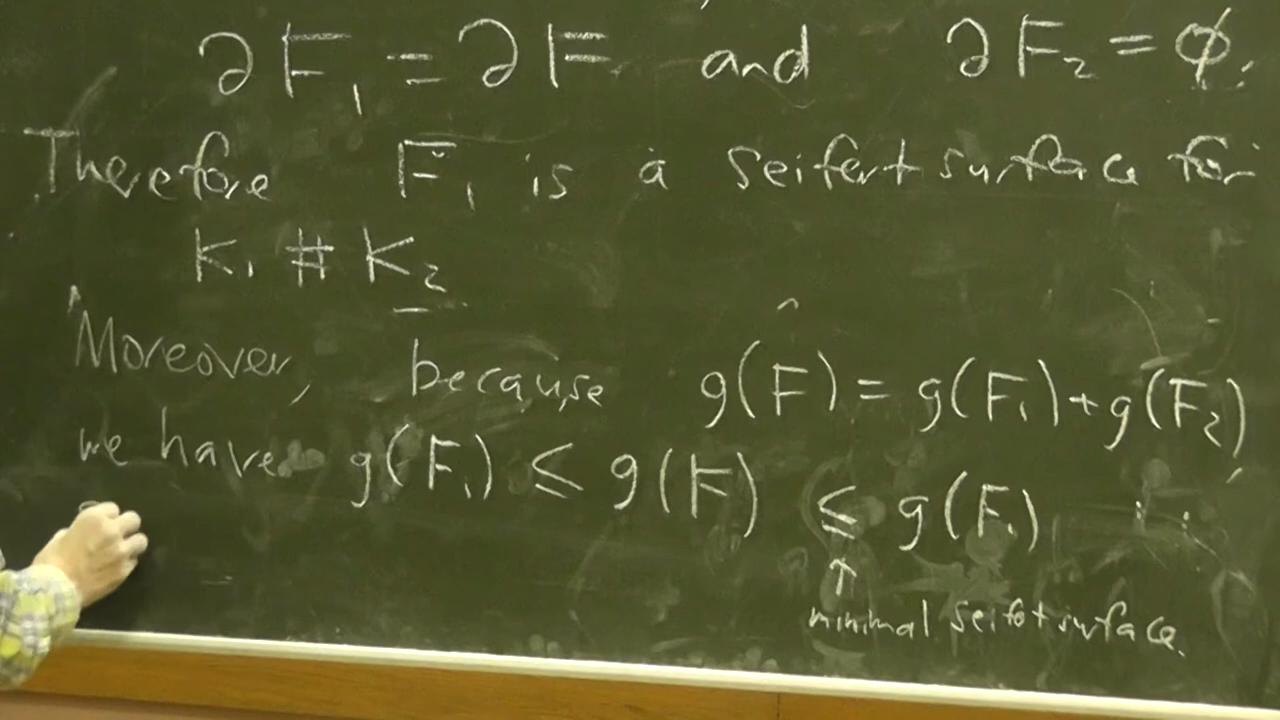 ∂F₁ = ∂F, and ∂F₂ = ϕ.
Therefore F₁ is a Seifert surface for
K₁ # K₂
Moreover, because g(F) = g(F₁) + g(F₂)
we have g(F₁) ≤ g(F) ≤ g(F₁)
↑
minimal Seifert surface.